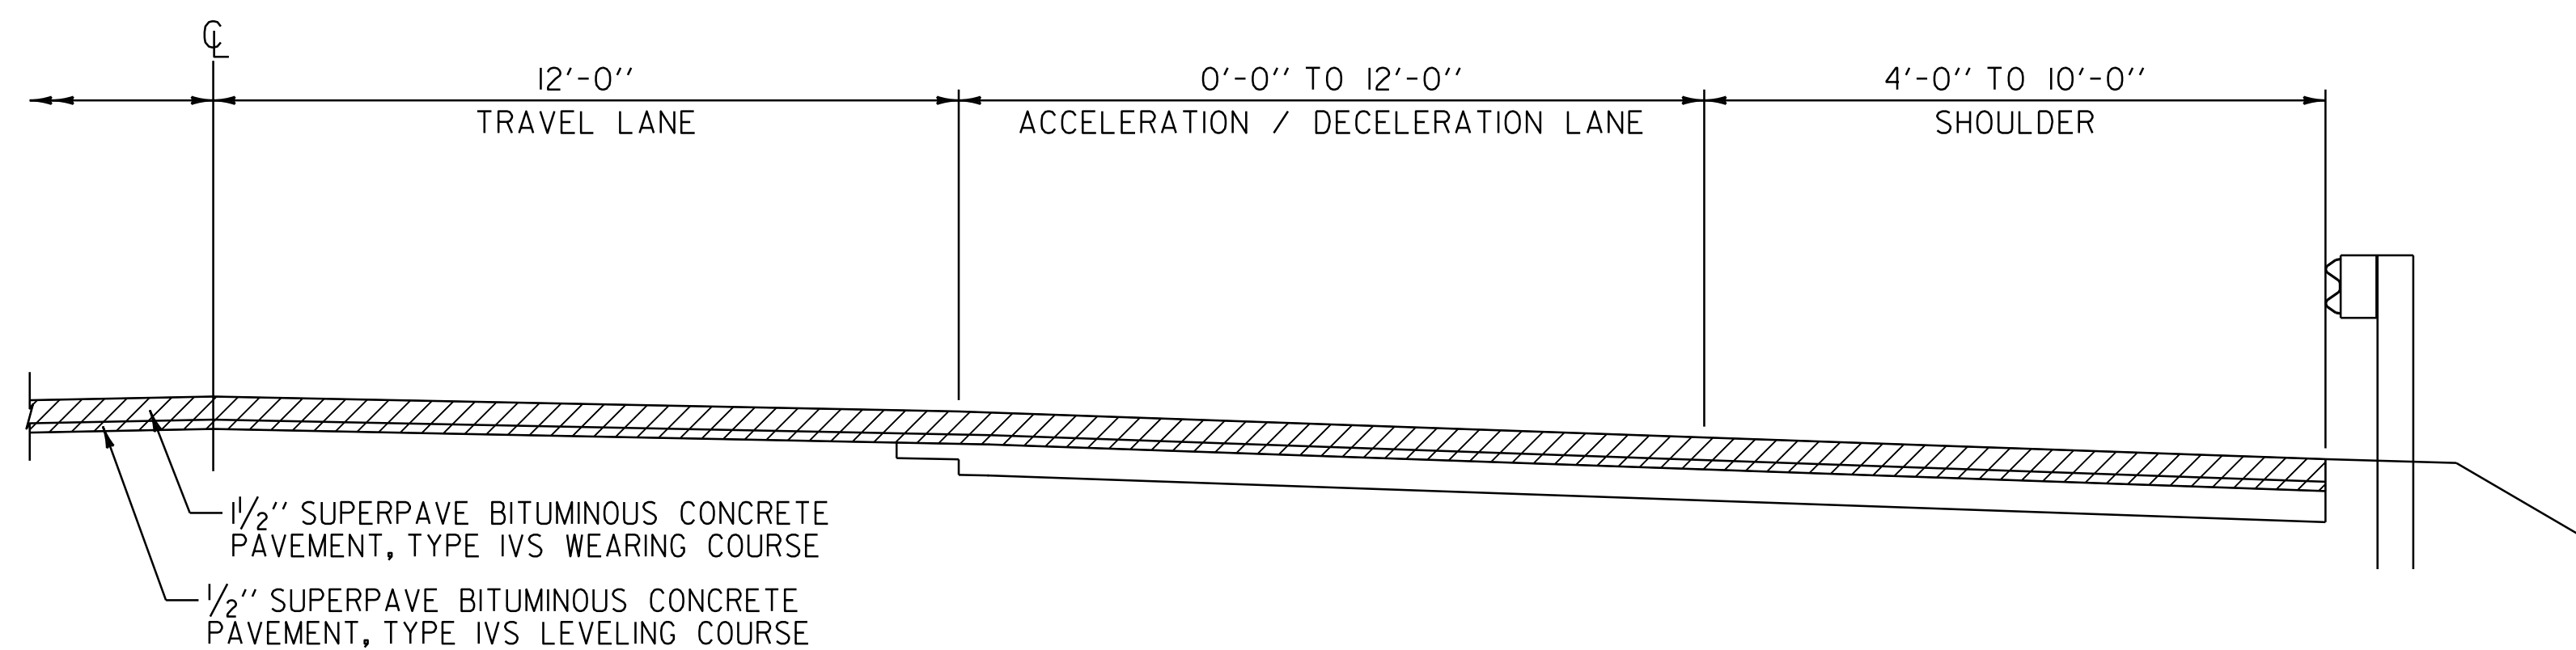 ℄
12'-0" 0'-0" TO 12'-0" 4'-0" TO 10'-0"
TRAVEL LANE ACCELERATION / DECELERATION LANE SHOULDER
1½" SUPERPAVE BITUMINOUS CONCRETE
PAVEMENT, TYPE IVS WEARING COURSE
½" SUPERPAVE BITUMINOUS CONCRETE
PAVEMENT, TYPE IVS LEVELING COURSE